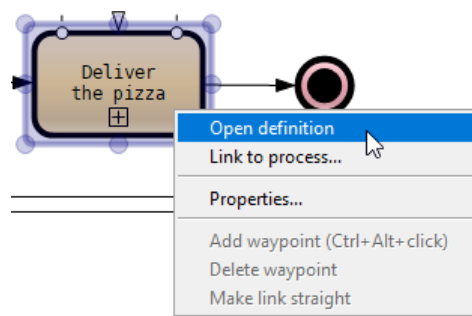 Deliver
the pizza
Open definition
Link to process...
Properties...
Add waypoint (Ctrl+Alt+click)
Delete waypoint
Make link straight